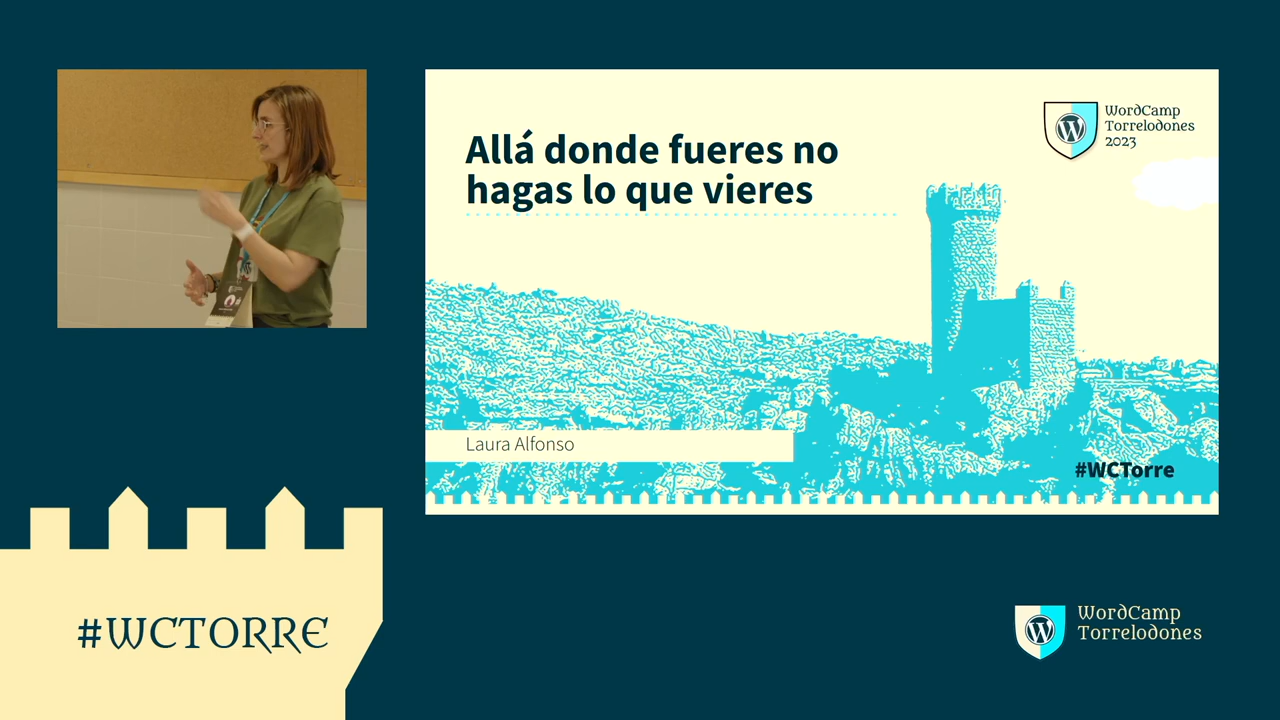 Allá donde fueres no
hagas lo que vieres
WordCamp
Torrelodones
2023
Laura Alfonso
#WCTorre
#WCTORRE
WordCamp
Torrelodones